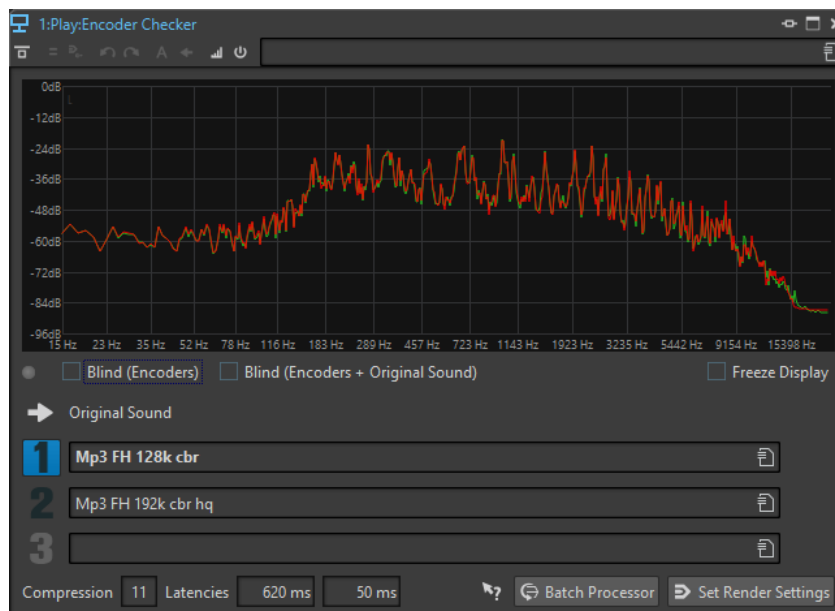 1:Play:Encoder Checker
A
0dB
L
-12dB
-24dB
-36dB
-48dB
-60dB
-72dB
-84dB
-96dB
15 Hz 23 Hz 35 Hz 52 Hz 78 Hz 116 Hz 183 Hz 289 Hz 457 Hz 723 Hz 1143 Hz 1923 Hz 3235 Hz 5442 Hz 9154 Hz 15398 Hz
Blind (Encoders) Blind (Encoders + Original Sound) Freeze Display
Original Sound
1 Mp3 FH 128k cbr
2 Mp3 FH 192k cbr hq
3
Compression 11 Latencies 620 ms 50 ms ? Batch Processor Set Render Settings